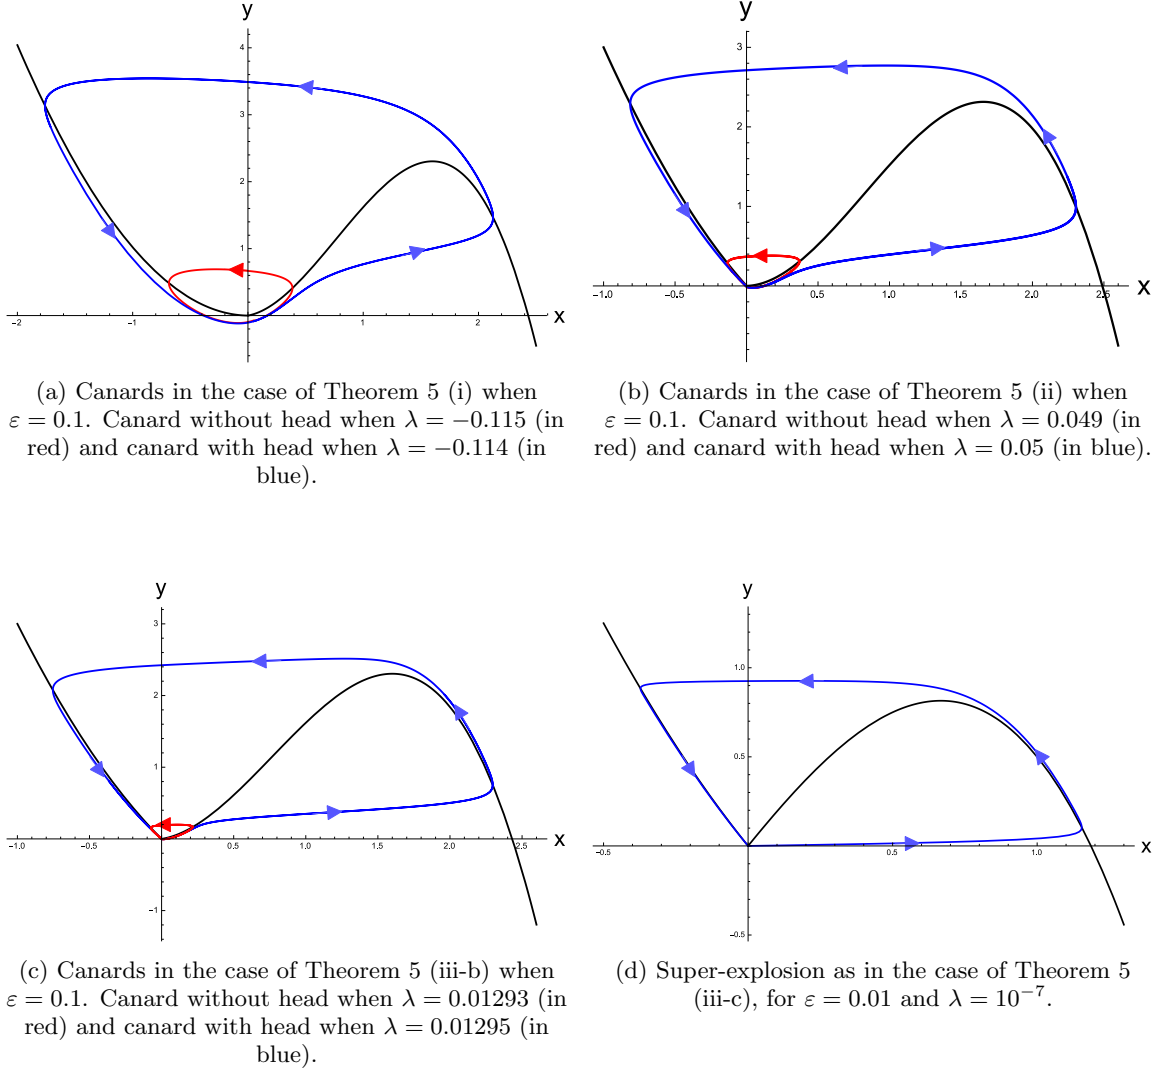 y
4
3
2
1
-2
-1
1
2
x
y
3
2
1
-1.0
-0.5
0.5
1.0
1.5
2.0
2.5
x
(a) Canards in the case of Theorem 5 (i) when
ε = 0.1. Canard without head when λ = −0.115 (in
red) and canard with head when λ = −0.114 (in
blue).
(b) Canards in the case of Theorem 5 (ii) when
ε = 0.1. Canard without head when λ = 0.049 (in
red) and canard with head when λ = 0.05 (in blue).
y
3
2
1
-1
-1.0
-0.5
0.5
1.0
1.5
2.0
2.5
x
y
1.0
0.5
-0.5
-0.5
0.5
1.0
x
(c) Canards in the case of Theorem 5 (iii-b) when
ε = 0.1. Canard without head when λ = 0.01293 (in
red) and canard with head when λ = 0.01295 (in
blue).
(d) Super-explosion as in the case of Theorem 5
(iii-c), for ε = 0.01 and λ = 10⁻⁷.